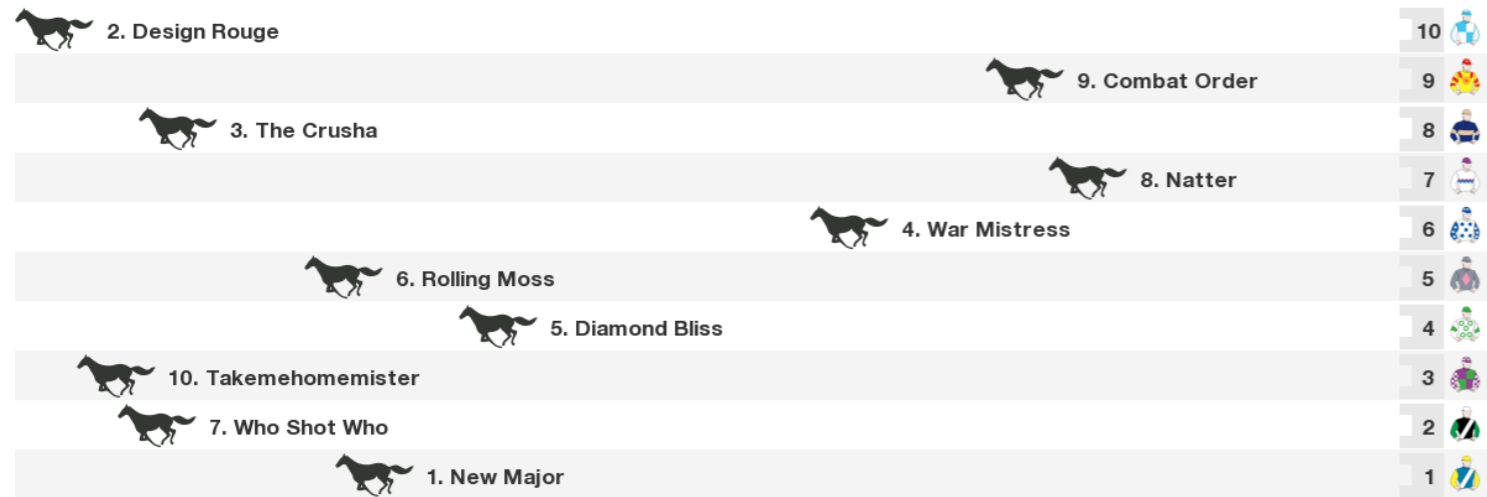 2. Design Rouge 10
9. Combat Order 9
3. The Crusha 8
8. Natter 7
4. War Mistress 6
6. Rolling Moss 5
5. Diamond Bliss 4
10. Takemehomemister 3
7. Who Shot Who 2
1. New Major 1